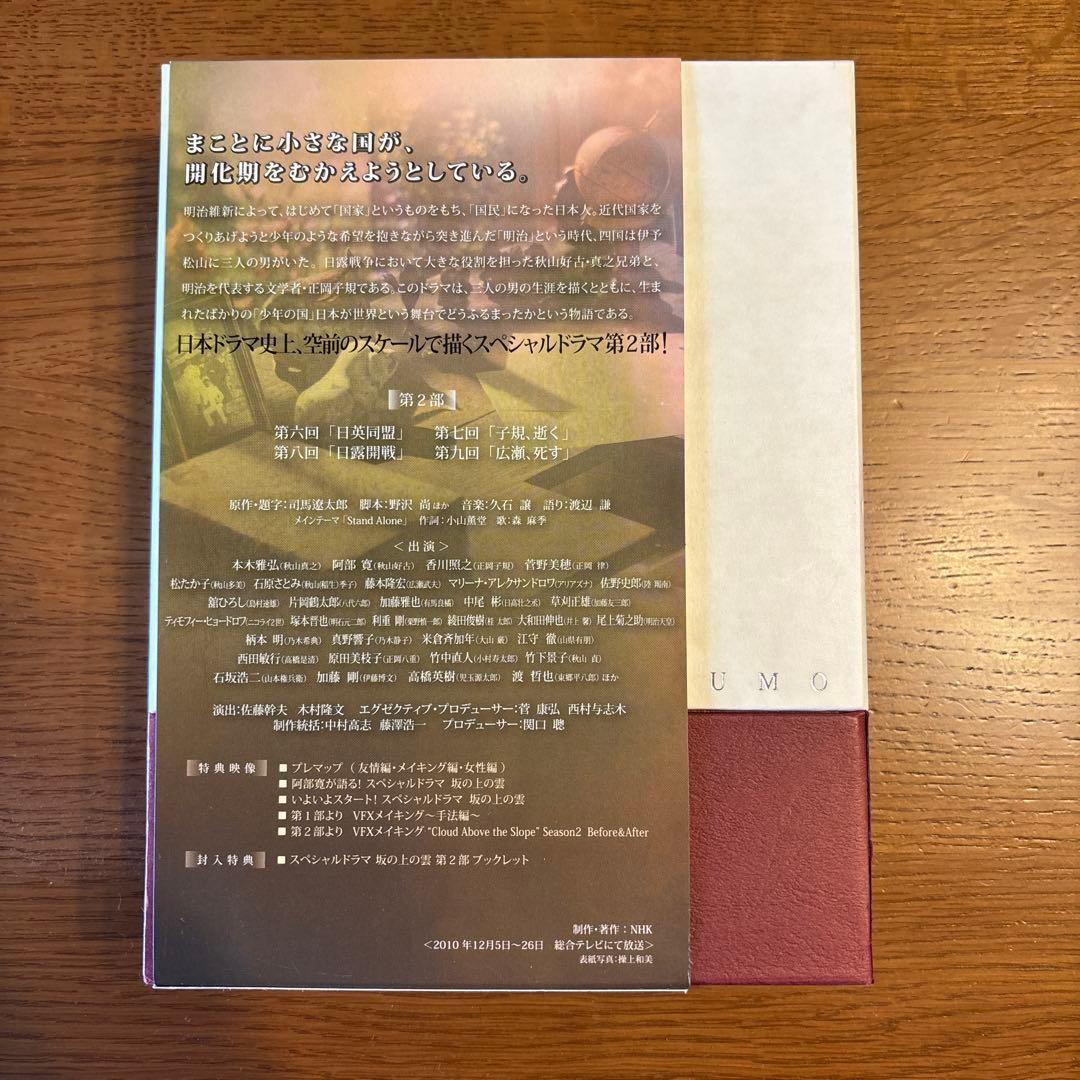 まことに小さな国が、
開化期をむかえようとしている。
明治維新によって、はじめて「国家」というものをもち、「国民」になった日本人。近代国家を
つくりあげようと少年のような希望を抱きながら突き進んだ「明治」という時代、四国は伊予
松山に三人の男がいた。日露戦争において大きな役割を担った秋山好古・真之兄弟と、
明治を代表する文学者・正岡子規である。このドラマは、三人の男の生涯を描くとともに、生ま
れたばかりの「少年の国」日本が世界という舞台でどうふるまったかという物語である。
日本ドラマ史上、空前のスケールで描くスペシャルドラマ第2部!
第2部
第六回「日英同盟」 第七回「子規、逝く」
第八回「日露開戦」 第九回「広瀬、死す」
原作・題字:司馬遼太郎 脚本:野沢 尚ほか 音楽:久石 譲 語り:渡辺 謙
メインテーマ「Stand Alone」 作詞:小山薫堂 歌:森 麻季
<出演>
本木雅弘(秋山真之) 阿部 寛(秋山好古) 香川照之(正岡子規) 菅野美穂(正岡 律)
松たか子(秋山多美) 石原さとみ(秋山(稲生)季子) 藤本隆宏(広瀬武夫) マリーナ・アレクサンドロワ(アリアズナ) 佐野史郎(陸 羯南)
舘ひろし(島村速雄) 片岡鶴太郎(八代六郎) 加藤雅也(有馬良橘) 中尾 彬(日高壮之丞) 草刈正雄(加藤友三郎)
ティモフィー・ヒョードロフ(ニコライ2世) 塚本晋也(明石元二郎) 利重 剛(栗野慎一郎) 綾田俊樹(桂 太郎) 大和田伸也(井上 馨) 尾上菊之助(明治天皇)
柄本 明(乃木希典) 真野響子(乃木静子) 米倉斉加年(大山 巌) 江守 徹(山県有朋)
西田敏行(高橋是清) 原田美枝子(正岡八重) 竹中直人(小村寿太郎) 竹下景子(秋山 貞)
石坂浩二(山本権兵衛) 加藤 剛(伊藤博文) 高橋英樹(児玉源太郎) 渡 哲也(東郷平八郎) ほか
演出:佐藤幹夫 木村隆文 エグゼクティブ・プロデューサー:菅 康弘 西村与志木
制作統括:中村高志 藤澤浩一 プロデューサー:関口 聰
特典映像
■ プレマップ (友情編・メイキング編・女性編)
■ 阿部寛が語る! スペシャルドラマ 坂の上の雲
■ いよいよスタート! スペシャルドラマ 坂の上の雲
■ 第1部より VFXメイキング〜手法編〜
■ 第2部より VFXメイキング "Cloud Above the Slope" Season2 Before&After
封入特典
■ スペシャルドラマ 坂の上の雲 第2部 ブックレット
制作・著作:NHK
<2010年12月5日〜26日 総合テレビにて放送>
表紙写真:操上和美
UMO